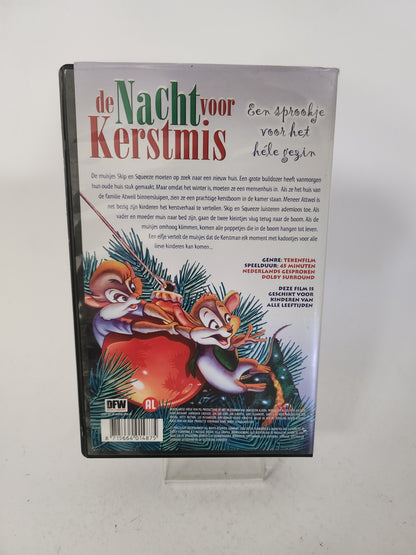 de Nacht voor
Kerstmis
Een sprookje
voor het
héle gezin
De muisjes Skip en Squeeze moeten op zoek naar een nieuw huis. Een grote bulldozer heeft vanmorgen
hun oude huis stuk gemaakt. Maar omdat het winter is, moeten ze een mensenhuis in. Als ze het huis van
de familie Atwell binnensluipen, zien ze een prachtige kerstboom in de kamer staan. Meneer Attwel is
net bezig zijn kinderen het kerstverhaal te vertellen. Skip en Squeeze luisteren ademloos toe. Als
vader en moeder muis naar bed zijn, gaan de twee kleintjes vlug terug naar de boom. Als de
muisjes omhoog klimmen, komen alle poppetjes die in de boom hangen tot leven.
Een elfje vertelt de muisjes dat de Kerstman elk moment met kadootjes voor alle
lieve kinderen kan komen...
GENRE: TEKENFILM
SPEELDUUR: 45 MINUTEN
NEDERLANDS GESPROKEN
DOLBY SURROUND
DEZE FILM IS
GESCHIKT VOOR
KINDEREN VAN
ALLE LEEFTIJDEN
DFW
AL
8 715664 014875